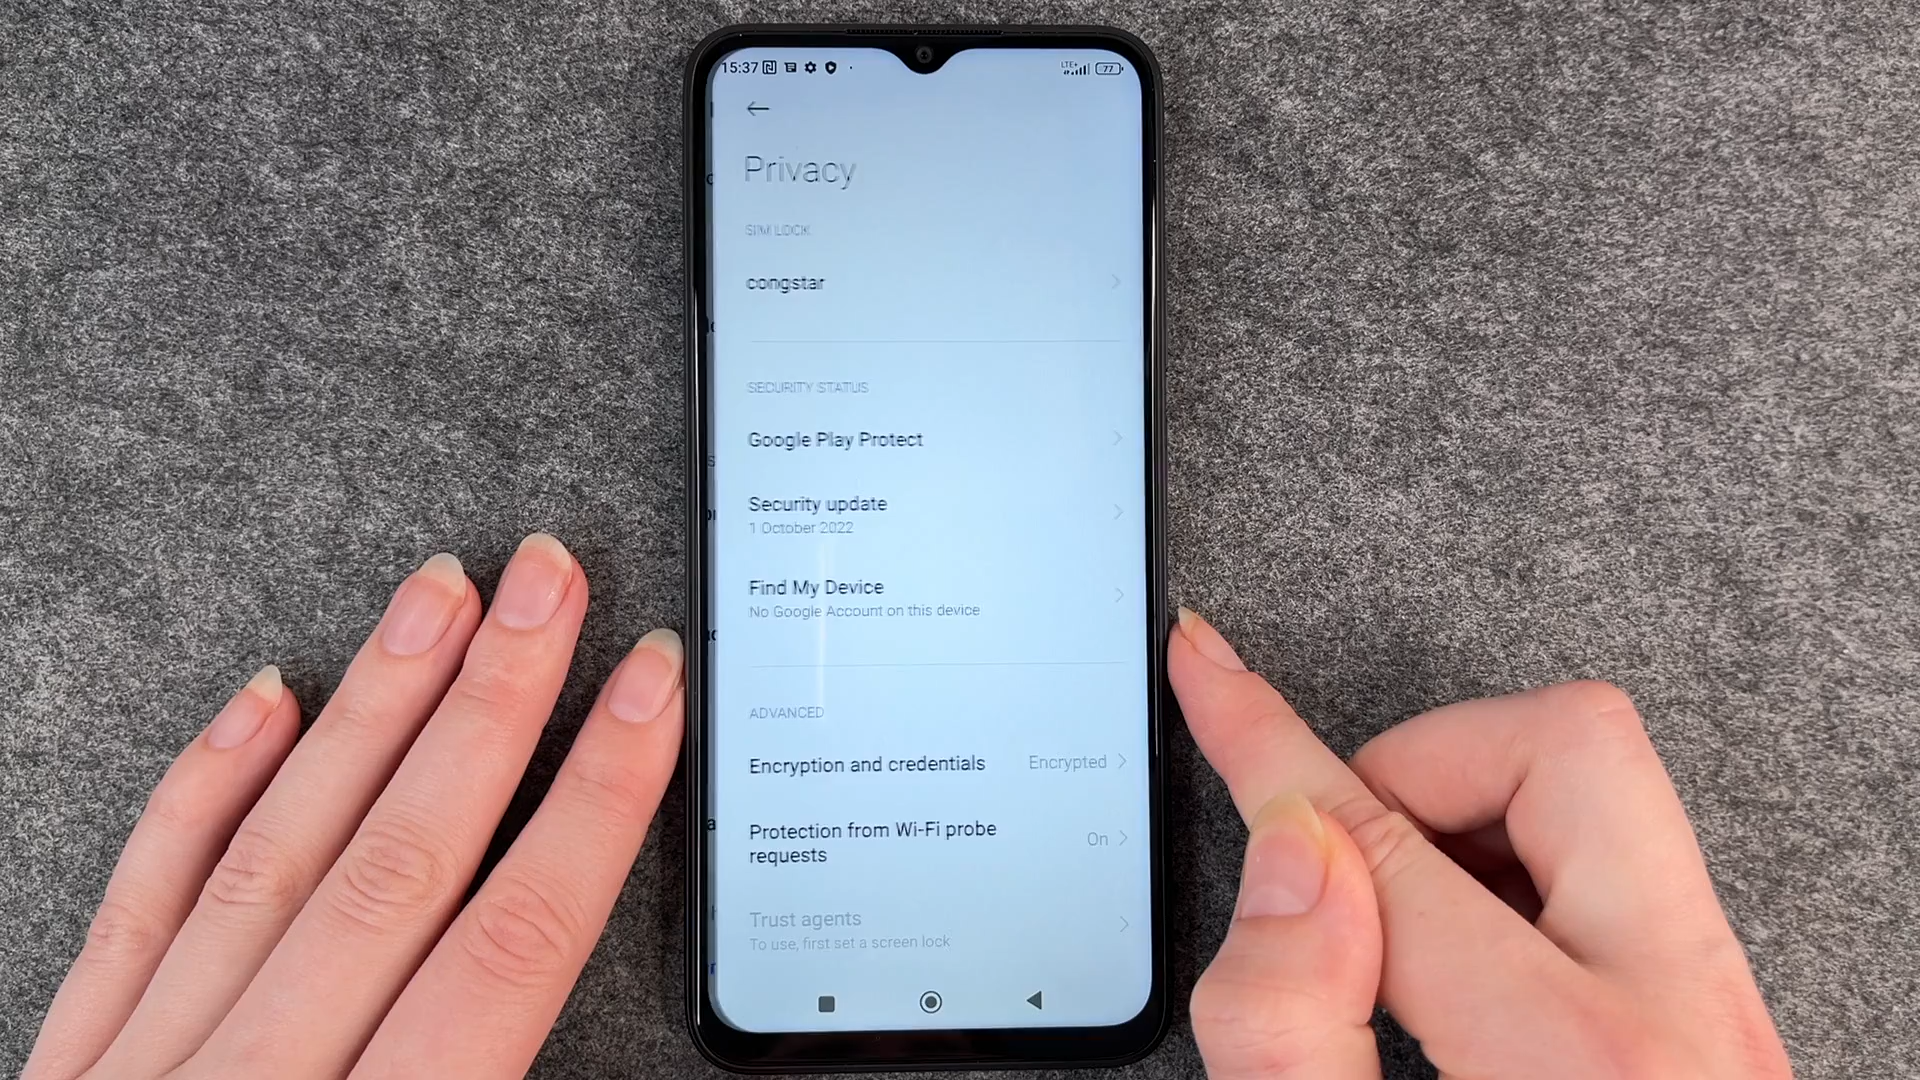 15:37
LTE+
77
Privacy
SIM LOCK
congstar
SECURITY STATUS
Google Play Protect
Security update
1 October 2022
Find My Device
No Google Account on this device
ADVANCED
Encryption and credentials
Encrypted
Protection from Wi-Fi probe
requests
On
Trust agents
To use, first set a screen lock